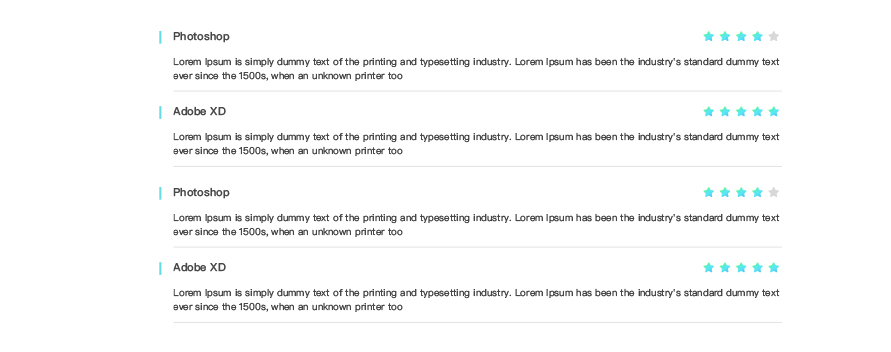 Photoshop
Lorem Ipsum is simply dummy text of the printing and typesetting industry. Lorem Ipsum has been the industry's standard dummy text
ever since the 1500s, when an unknown printer too
Adobe XD
Lorem Ipsum is simply dummy text of the printing and typesetting industry. Lorem Ipsum has been the industry's standard dummy text
ever since the 1500s, when an unknown printer too
Photoshop
Lorem Ipsum is simply dummy text of the printing and typesetting industry. Lorem Ipsum has been the industry's standard dummy text
ever since the 1500s, when an unknown printer too
Adobe XD
Lorem Ipsum is simply dummy text of the printing and typesetting industry. Lorem Ipsum has been the industry's standard dummy text
ever since the 1500s, when an unknown printer too